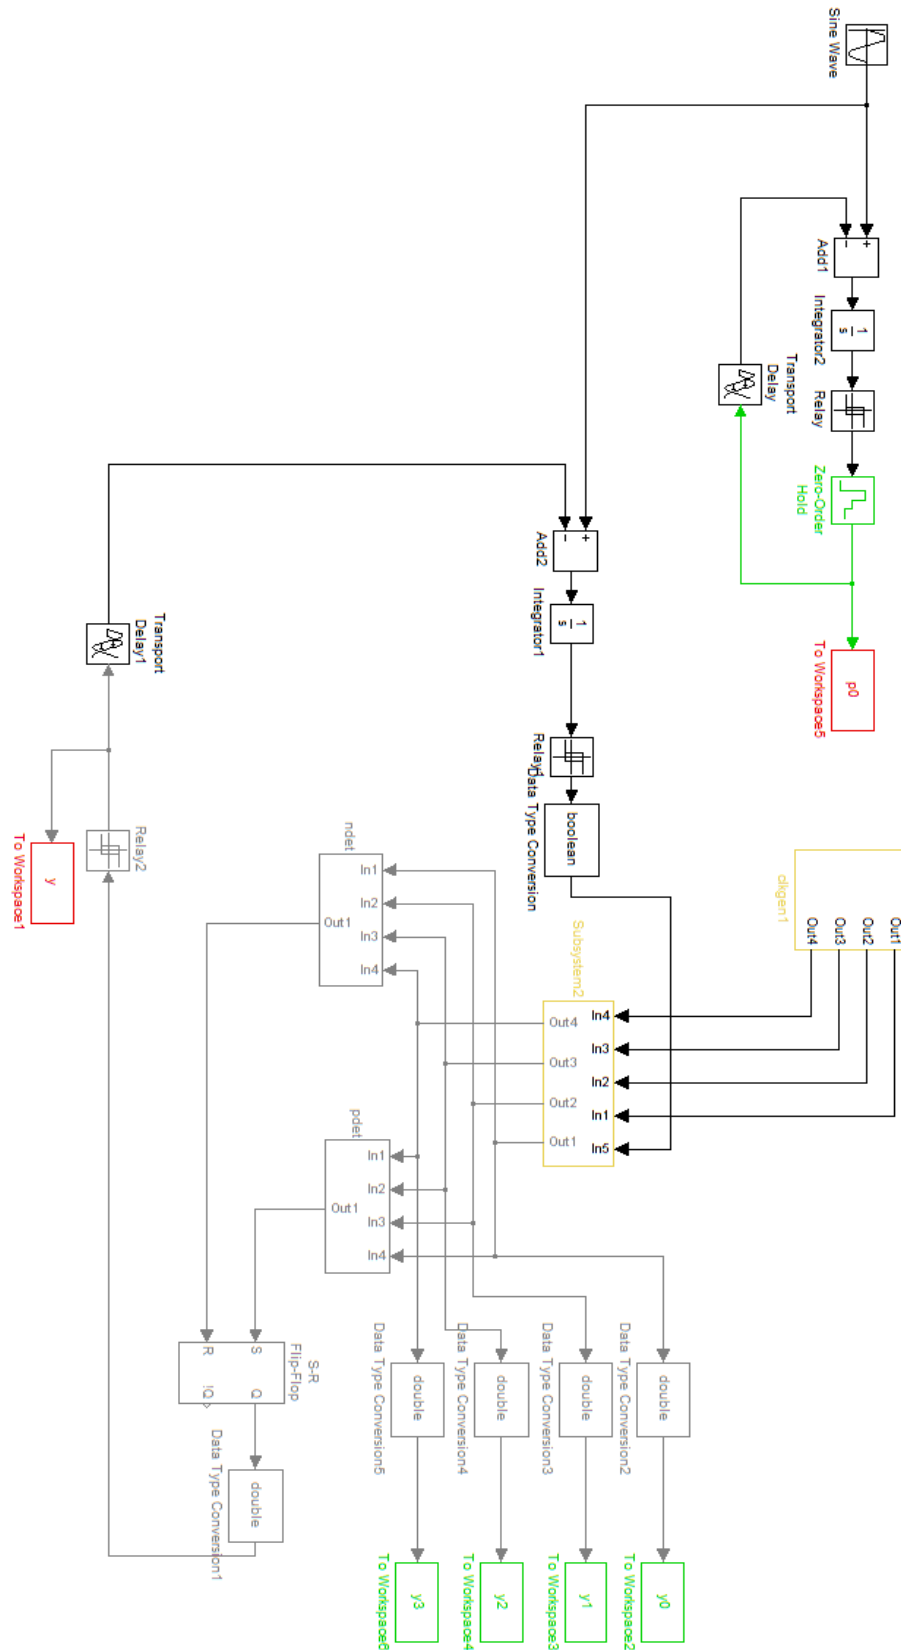 Sine Wave
+
−
Add1
1
s
Integrator2
Relay
Zero-Order
Hold
Transport
Delay
p0
To Workspace5
+
−
Add2
1
s
Integrator1
Relay1
boolean
Data Type Conversion
Transport
Delay1
Relay2
y
To Workspace1
clkgen1
Out1
Out2
Out3
Out4
Subsystem2
In4
In3
In2
In1
In5
Out4
Out3
Out2
Out1
ndet
In1
In2
In3
In4
Out1
pdet
In1
In2
In3
In4
Out1
S
R
Q
!Q
S-R
Flip-Flop
double
Data Type Conversion1
double
Data Type Conversion2
double
Data Type Conversion3
double
Data Type Conversion4
double
Data Type Conversion5
y0
To Workspace2
y1
To Workspace3
y2
To Workspace4
y3
To Workspace6